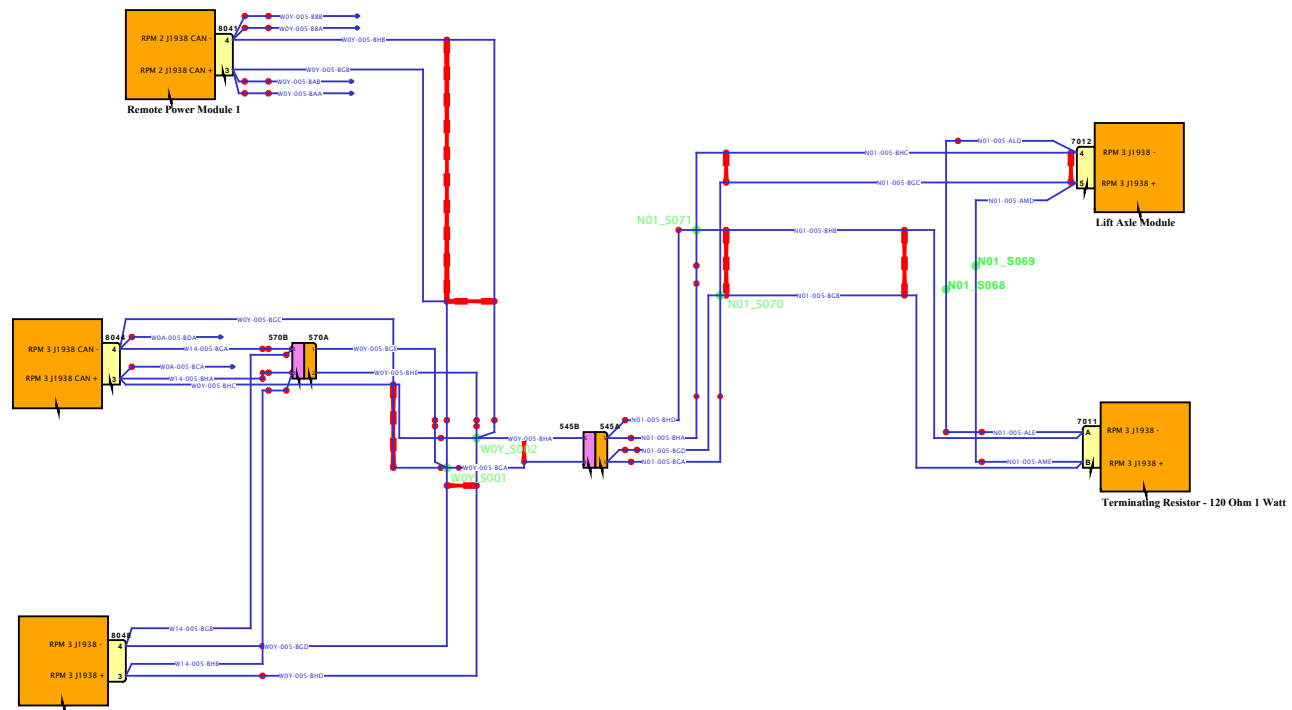 W0Y-005-BBB
8041
W0Y-005-BBA
RPM 2 J1938 CAN -
4
W0Y-005-BHB
RPM 2 J1938 CAN +
3
W0Y-005-BGB
W0Y-005-BAB
W0Y-005-BAA
Remote Power Module 1
7012
N01-005-ALD
RPM 3 J1938 -
4
N01-005-BHC
RPM 3 J1938 +
5
N01-005-BGC
N01-005-AMD
Lift Axle Module
N01_S071
N01-005-BHB
N01_S069
N01_S068
N01-005-BGB
N01_S070
W0Y-005-BGC
8044
W0A-005-BDA
570B
570A
RPM 3 J1938 CAN -
4
W14-005-BGA
W0Y-005-BGE
W0A-005-BCA
RPM 3 J1938 CAN +
3
W14-005-BHA
W0Y-005-BHE
W0Y-005-BHC
545B
545A
N01-005-BHD
7011
W0Y-005-BHA
N01-005-BHA
N01-005-ALE
A
RPM 3 J1938 -
W0Y_S002
N01-005-BGD
W0Y-005-BGA
N01-005-BGA
N01-005-AME
B
RPM 3 J1938 +
W0Y_S001
Terminating Resistor - 120 Ohm 1 Watt
W14-005-BGB
8048
RPM 3 J1938 -
4
W0Y-005-BGD
W14-005-BHB
RPM 3 J1938 +
3
W0Y-005-BHD